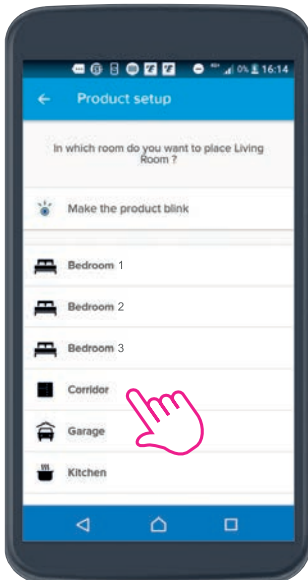 0% 16:14
Product setup
In which room do you want to place Living
Room ?
Make the product blink
Bedroom 1
Bedroom 2
Bedroom 3
Corridor
Garage
Kitchen